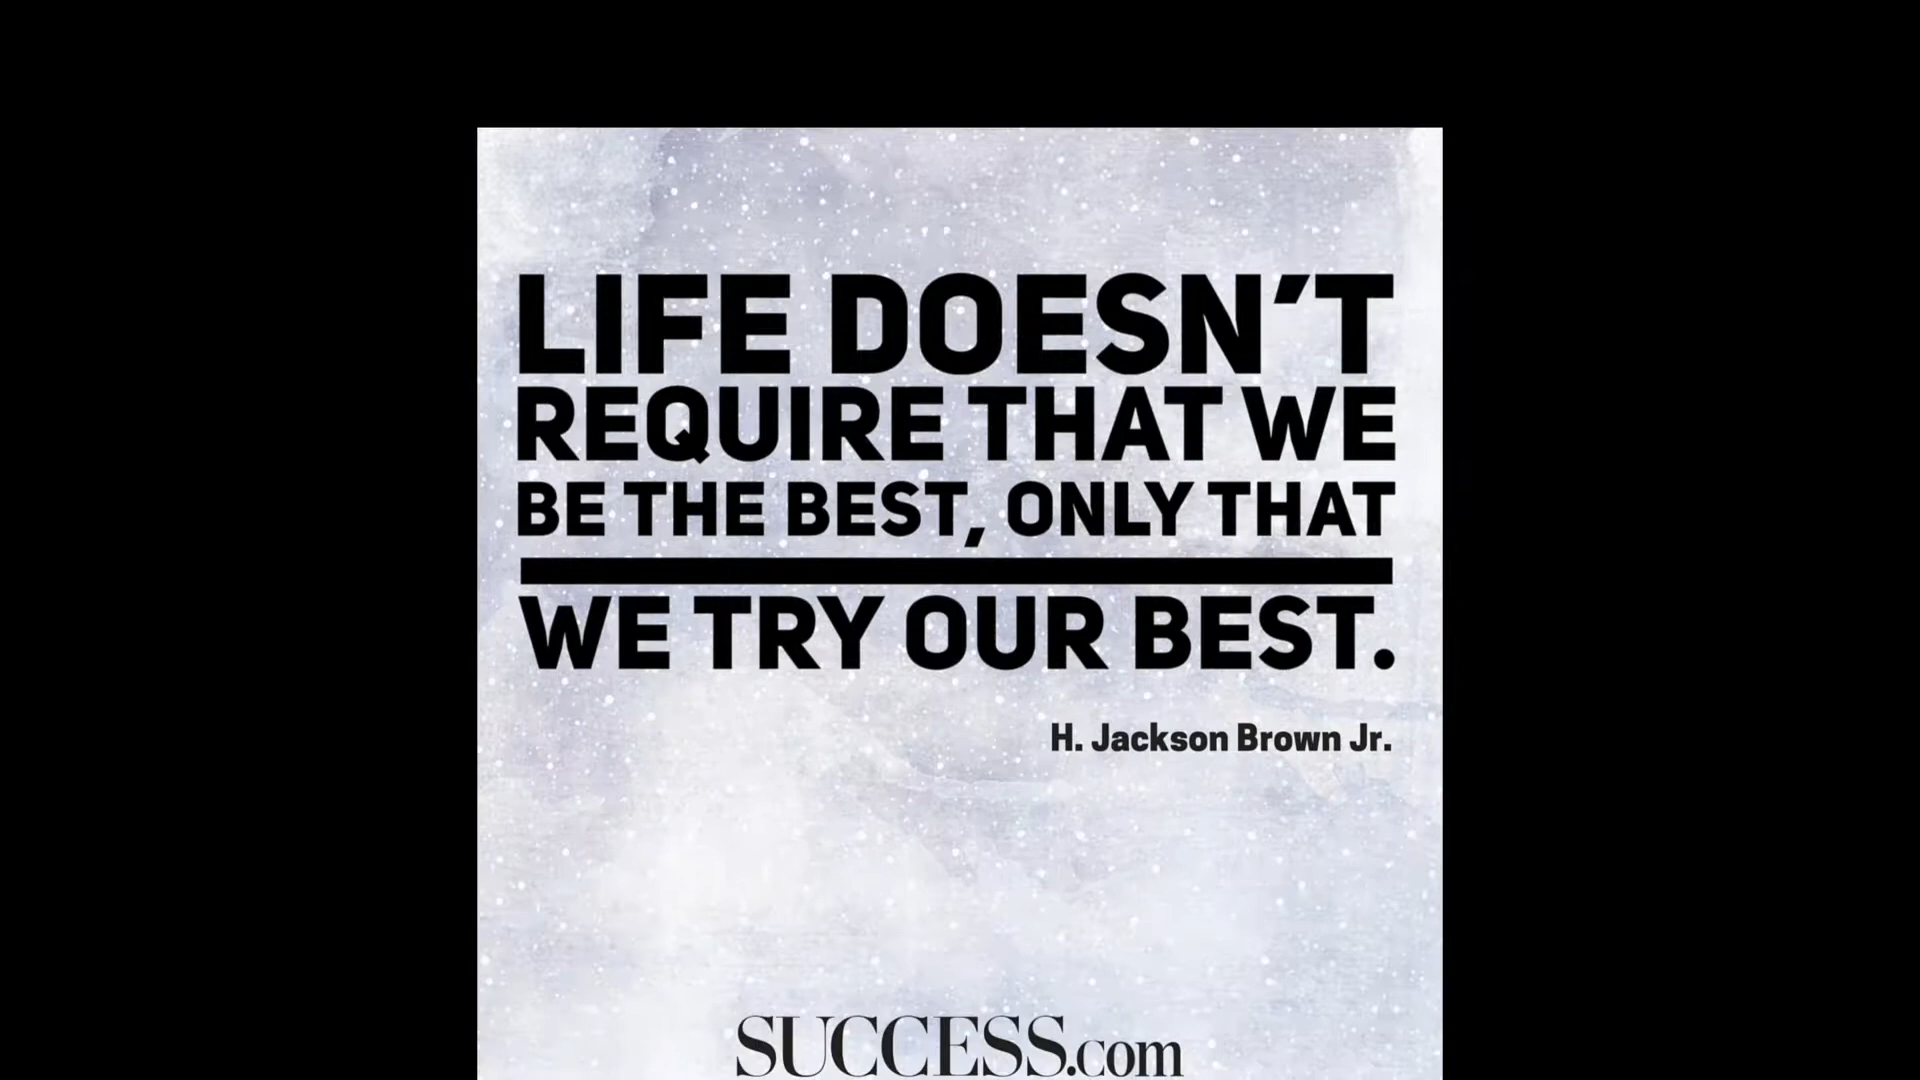 LIFE DOESN’T
REQUIRE THAT WE
BE THE BEST, ONLY THAT
WE TRY OUR BEST.
H. Jackson Brown Jr.
SUCCESS.com